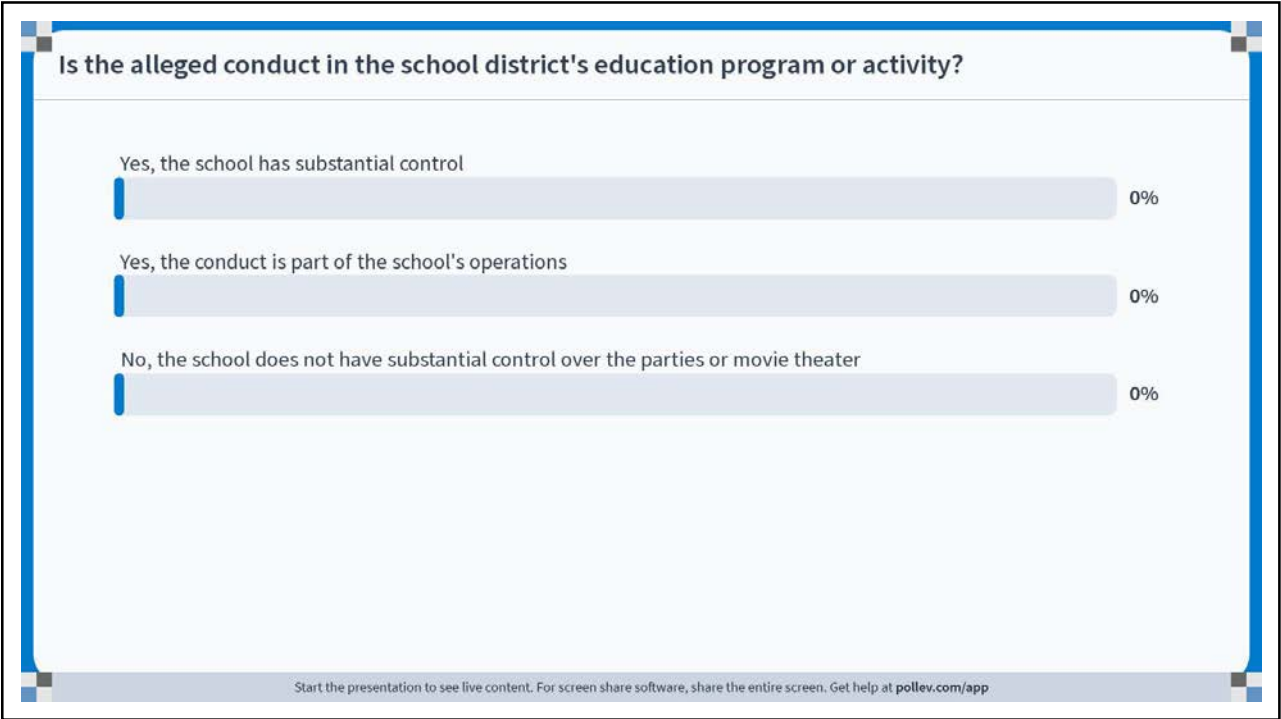 Is the alleged conduct in the school district's education program or activity?
Yes, the school has substantial control
0%
Yes, the conduct is part of the school's operations
0%
No, the school does not have substantial control over the parties or movie theater
0%
Start the presentation to see live content. For screen share software, share the entire screen. Get help at pollev.com/app